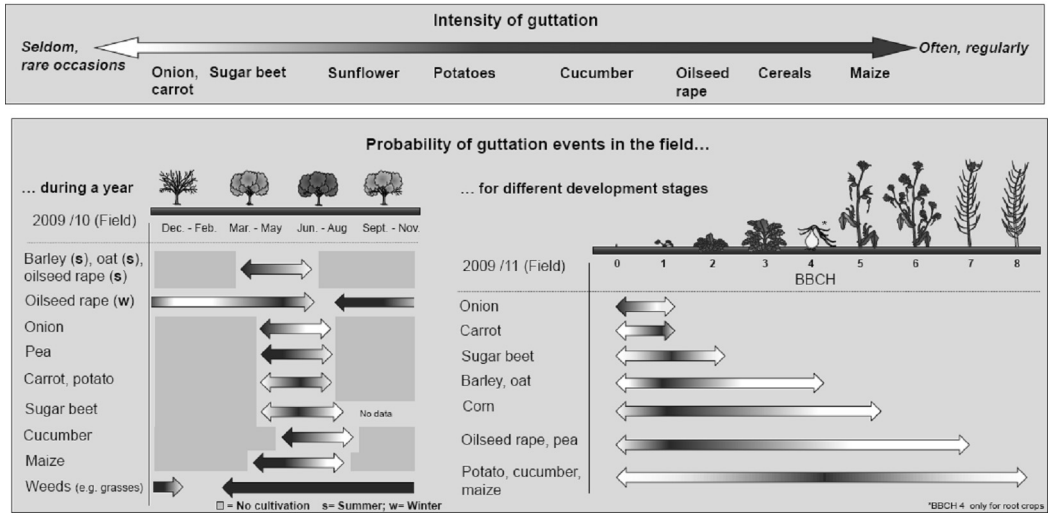 Intensity of guttation
Seldom,
rare occasions
Often, regularly
Onion,
carrot
Sugar beet
Sunflower
Potatoes
Cucumber
Oilseed
rape
Cereals
Maize
Probability of guttation events in the field…
… during a year
2009 /10 (Field)
Dec. - Feb.
Mar. - May
Jun. - Aug
Sept. - Nov.
Barley (s), oat (s),
oilseed rape (s)
Oilseed rape (w)
Onion
Pea
Carrot, potato
Sugar beet
No data
Cucumber
Maize
Weeds (e.g. grasses)
= No cultivation s= Summer; w= Winter
… for different development stages
2009 /11 (Field)
0 1 2 3 4 5 6 7 8
BBCH
Onion
Carrot
Sugar beet
Barley, oat
Corn
Oilseed rape, pea
Potato, cucumber,
maize
*BBCH 4 only for root crops